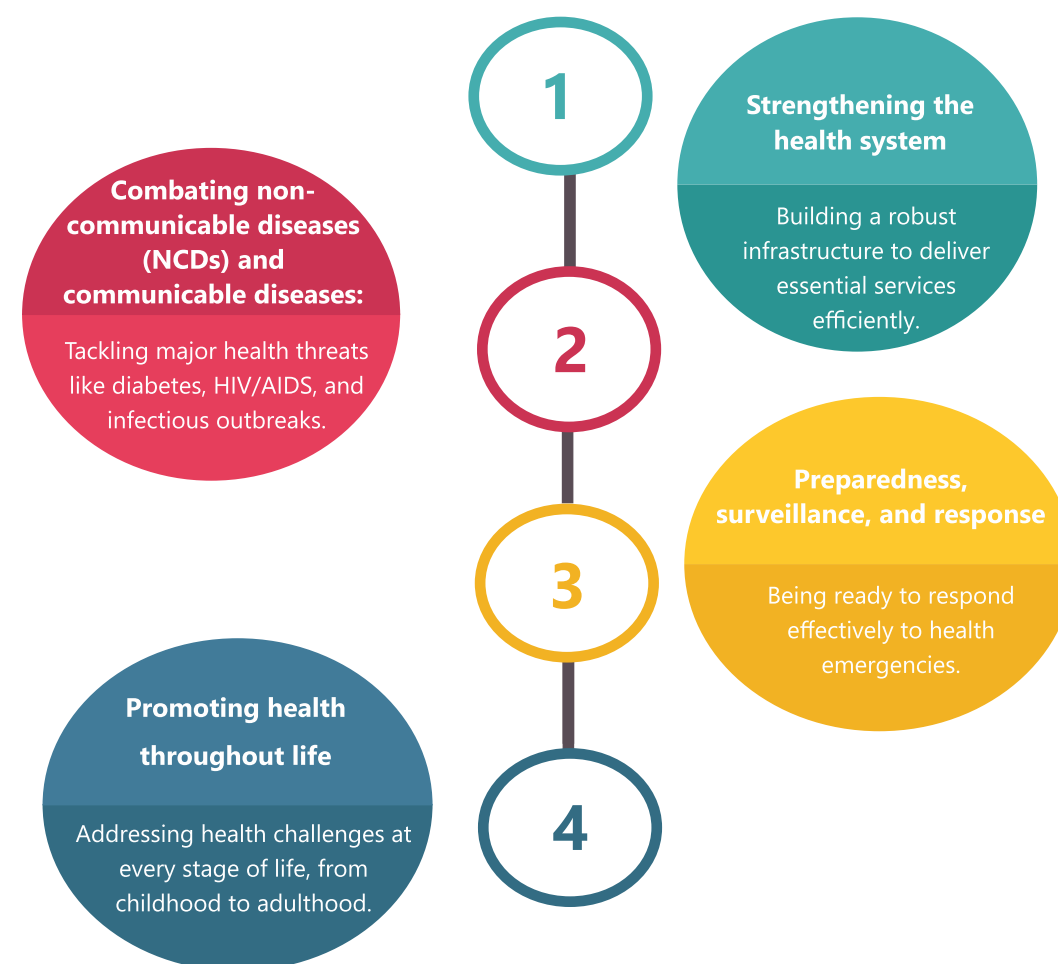 1
Strengthening the
health system
Building a robust
infrastructure to deliver
essential services
efficiently.
Combating non-
communicable diseases
(NCDs) and
communicable diseases:
Tackling major health threats
like diabetes, HIV/AIDS, and
infectious outbreaks.
2
3
Preparedness,
surveillance, and response
Being ready to respond
effectively to health
emergencies.
Promoting health
throughout life
Addressing health challenges at
every stage of life, from
childhood to adulthood.
4